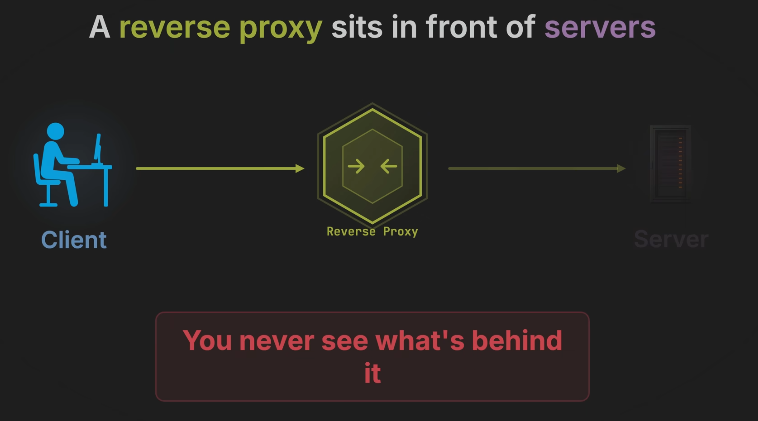 A reverse proxy sits in front of servers
Reverse Proxy
Client
Server
You never see what's behind
it